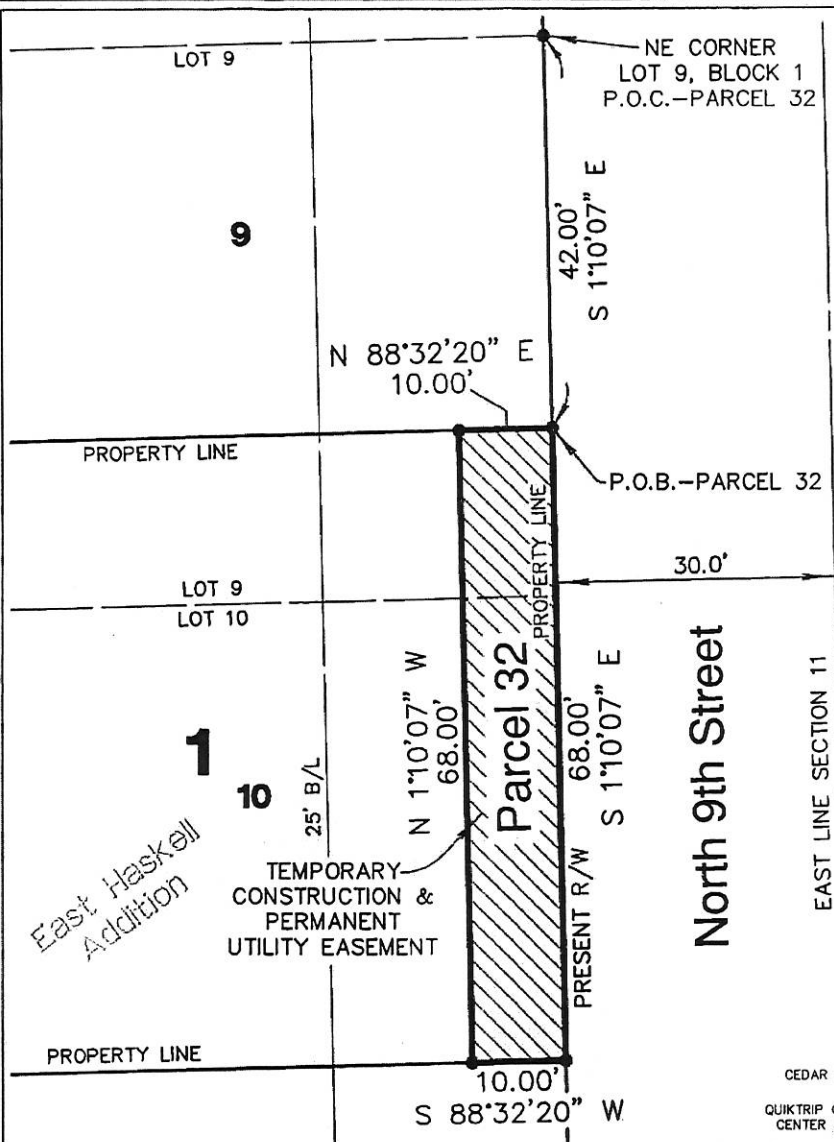 LOT 9
NE CORNER
LOT 9, BLOCK 1
P.O.C.-PARCEL 32
9
42.00'
S 1°10'07" E
N 88°32'20" E
10.00'
PROPERTY LINE
P.O.B.-PARCEL 32
PROPERTY LINE
30.0'
LOT 9
LOT 10
1
10
25' B/L
N 1°10'07" W
68.00'
Parcel 32
68.00'
S 1°10'07" E
PRESENT R/W
North 9th Street
EAST LINE SECTION 11
East Haskell
Addition
TEMPORARY
CONSTRUCTION &
PERMANENT
UTILITY EASEMENT
PROPERTY LINE
10.00'
S 88°32'20" W
CEDAR
QUIKTRIP
CENTER